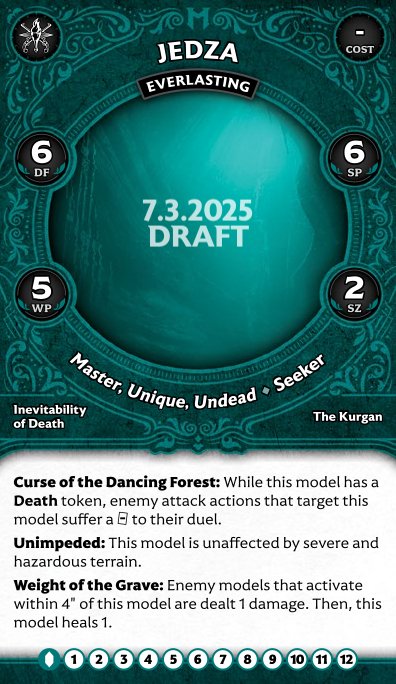 JEDZA
-
COST
EVERLASTING
6
DF
6
SP
7.3.2025
DRAFT
5
WP
2
SZ
Master, Unique, Undead ♦ Seeker
Inevitability
of Death
The Kurgan
Curse of the Dancing Forest: While this model has a
Death token, enemy attack actions that target this
model suffer a ⊟ to their duel.
Unimpeded: This model is unaffected by severe and
hazardous terrain.
Weight of the Grave: Enemy models that activate
within 4" of this model are dealt 1 damage. Then, this
model heals 1.
1 2 3 4 5 6 7 8 9 10 11 12